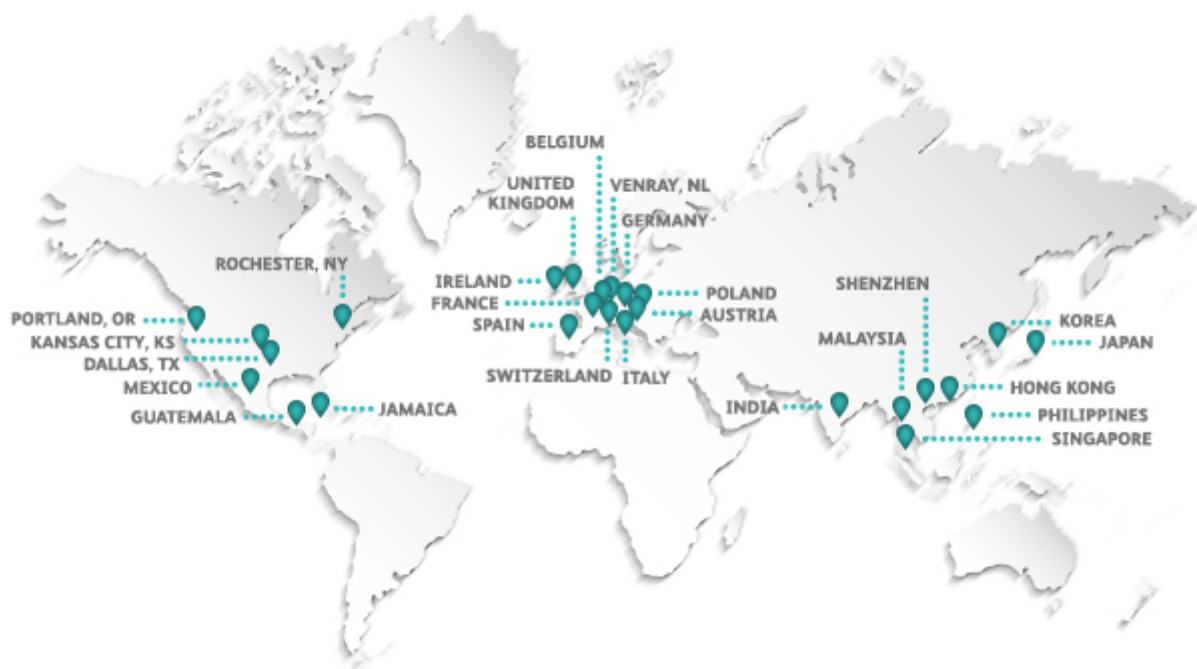 BELGIUM
UNITED
KINGDOM
VENRAY, NL
GERMANY
ROCHESTER, NY
IRELAND
FRANCE
SPAIN
POLAND
AUSTRIA
SWITZERLAND
ITALY
PORTLAND, OR
KANSAS CITY, KS
DALLAS, TX
MEXICO
GUATEMALA
JAMAICA
SHENZHEN
MALAYSIA
KOREA
JAPAN
INDIA
HONG KONG
PHILIPPINES
SINGAPORE